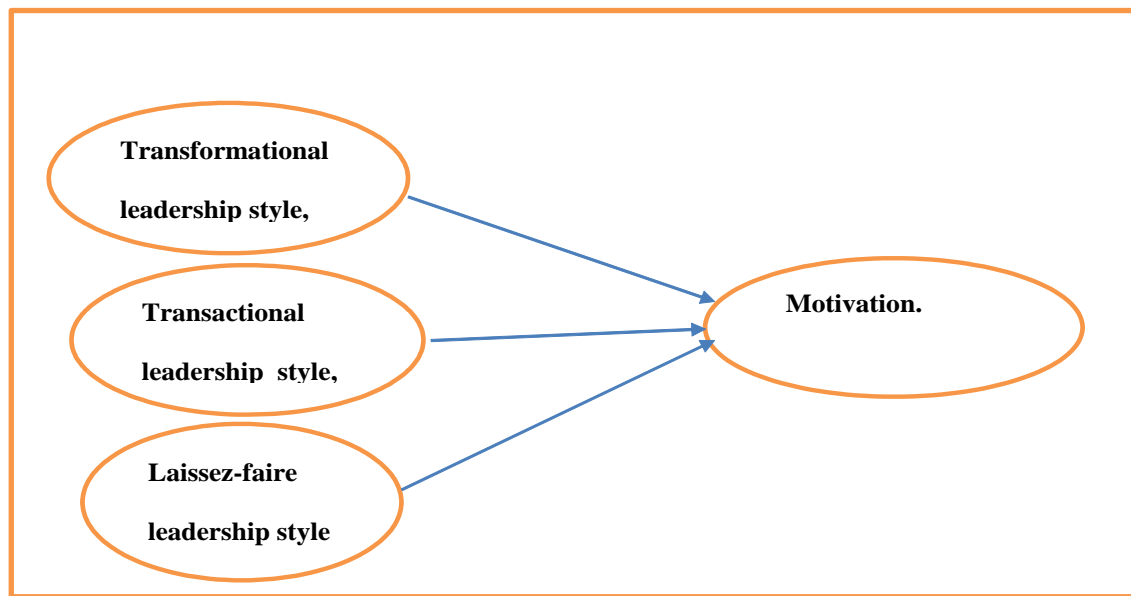 Transformational
leadership style,
Transactional
leadership style,
Motivation.
Laissez-faire
leadership style